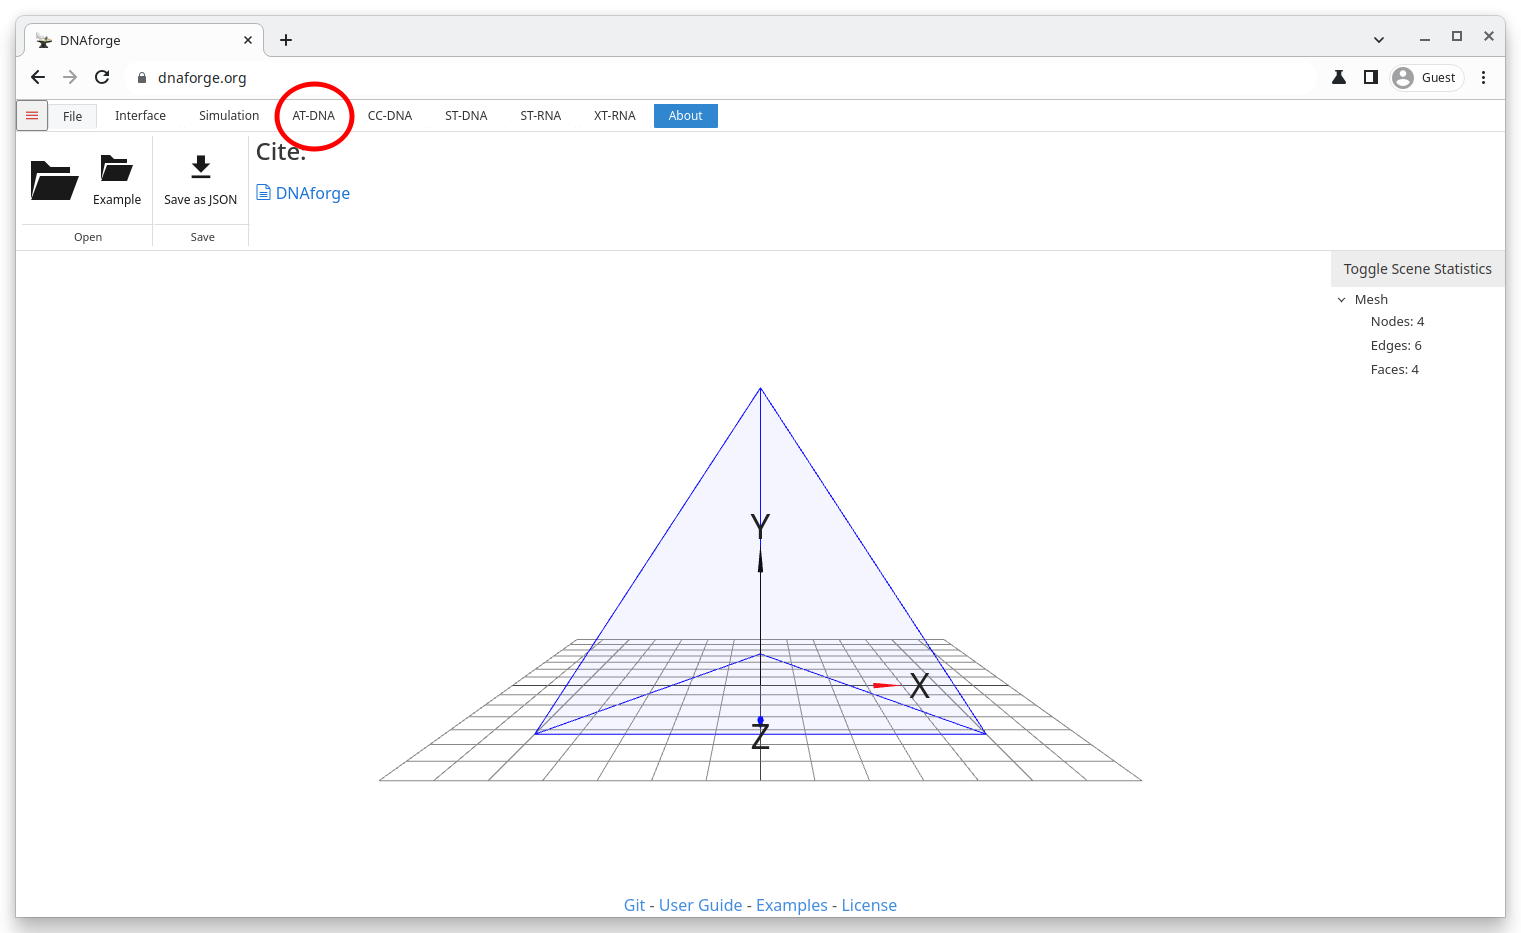 DNAforge
dnaforge.org
Guest
File Interface Simulation AT-DNA CC-DNA ST-DNA ST-RNA XT-RNA About
Cite:
Example Save as JSON
DNAforge
Open Save
Toggle Scene Statistics
Mesh
Nodes: 4
Edges: 6
Faces: 4
Y
X
Z
Git - User Guide - Examples - License